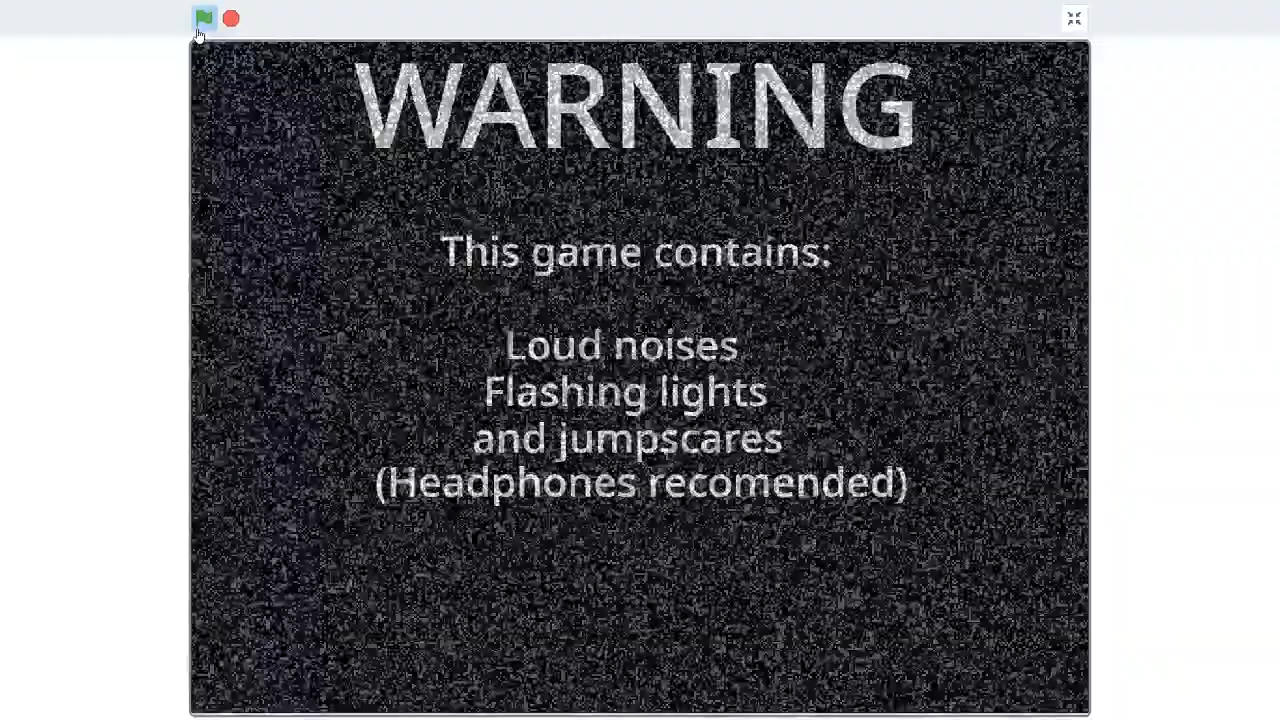 WARNING
This game contains:
Loud noises
Flashing lights
and jumpscares
(Headphones recomended)